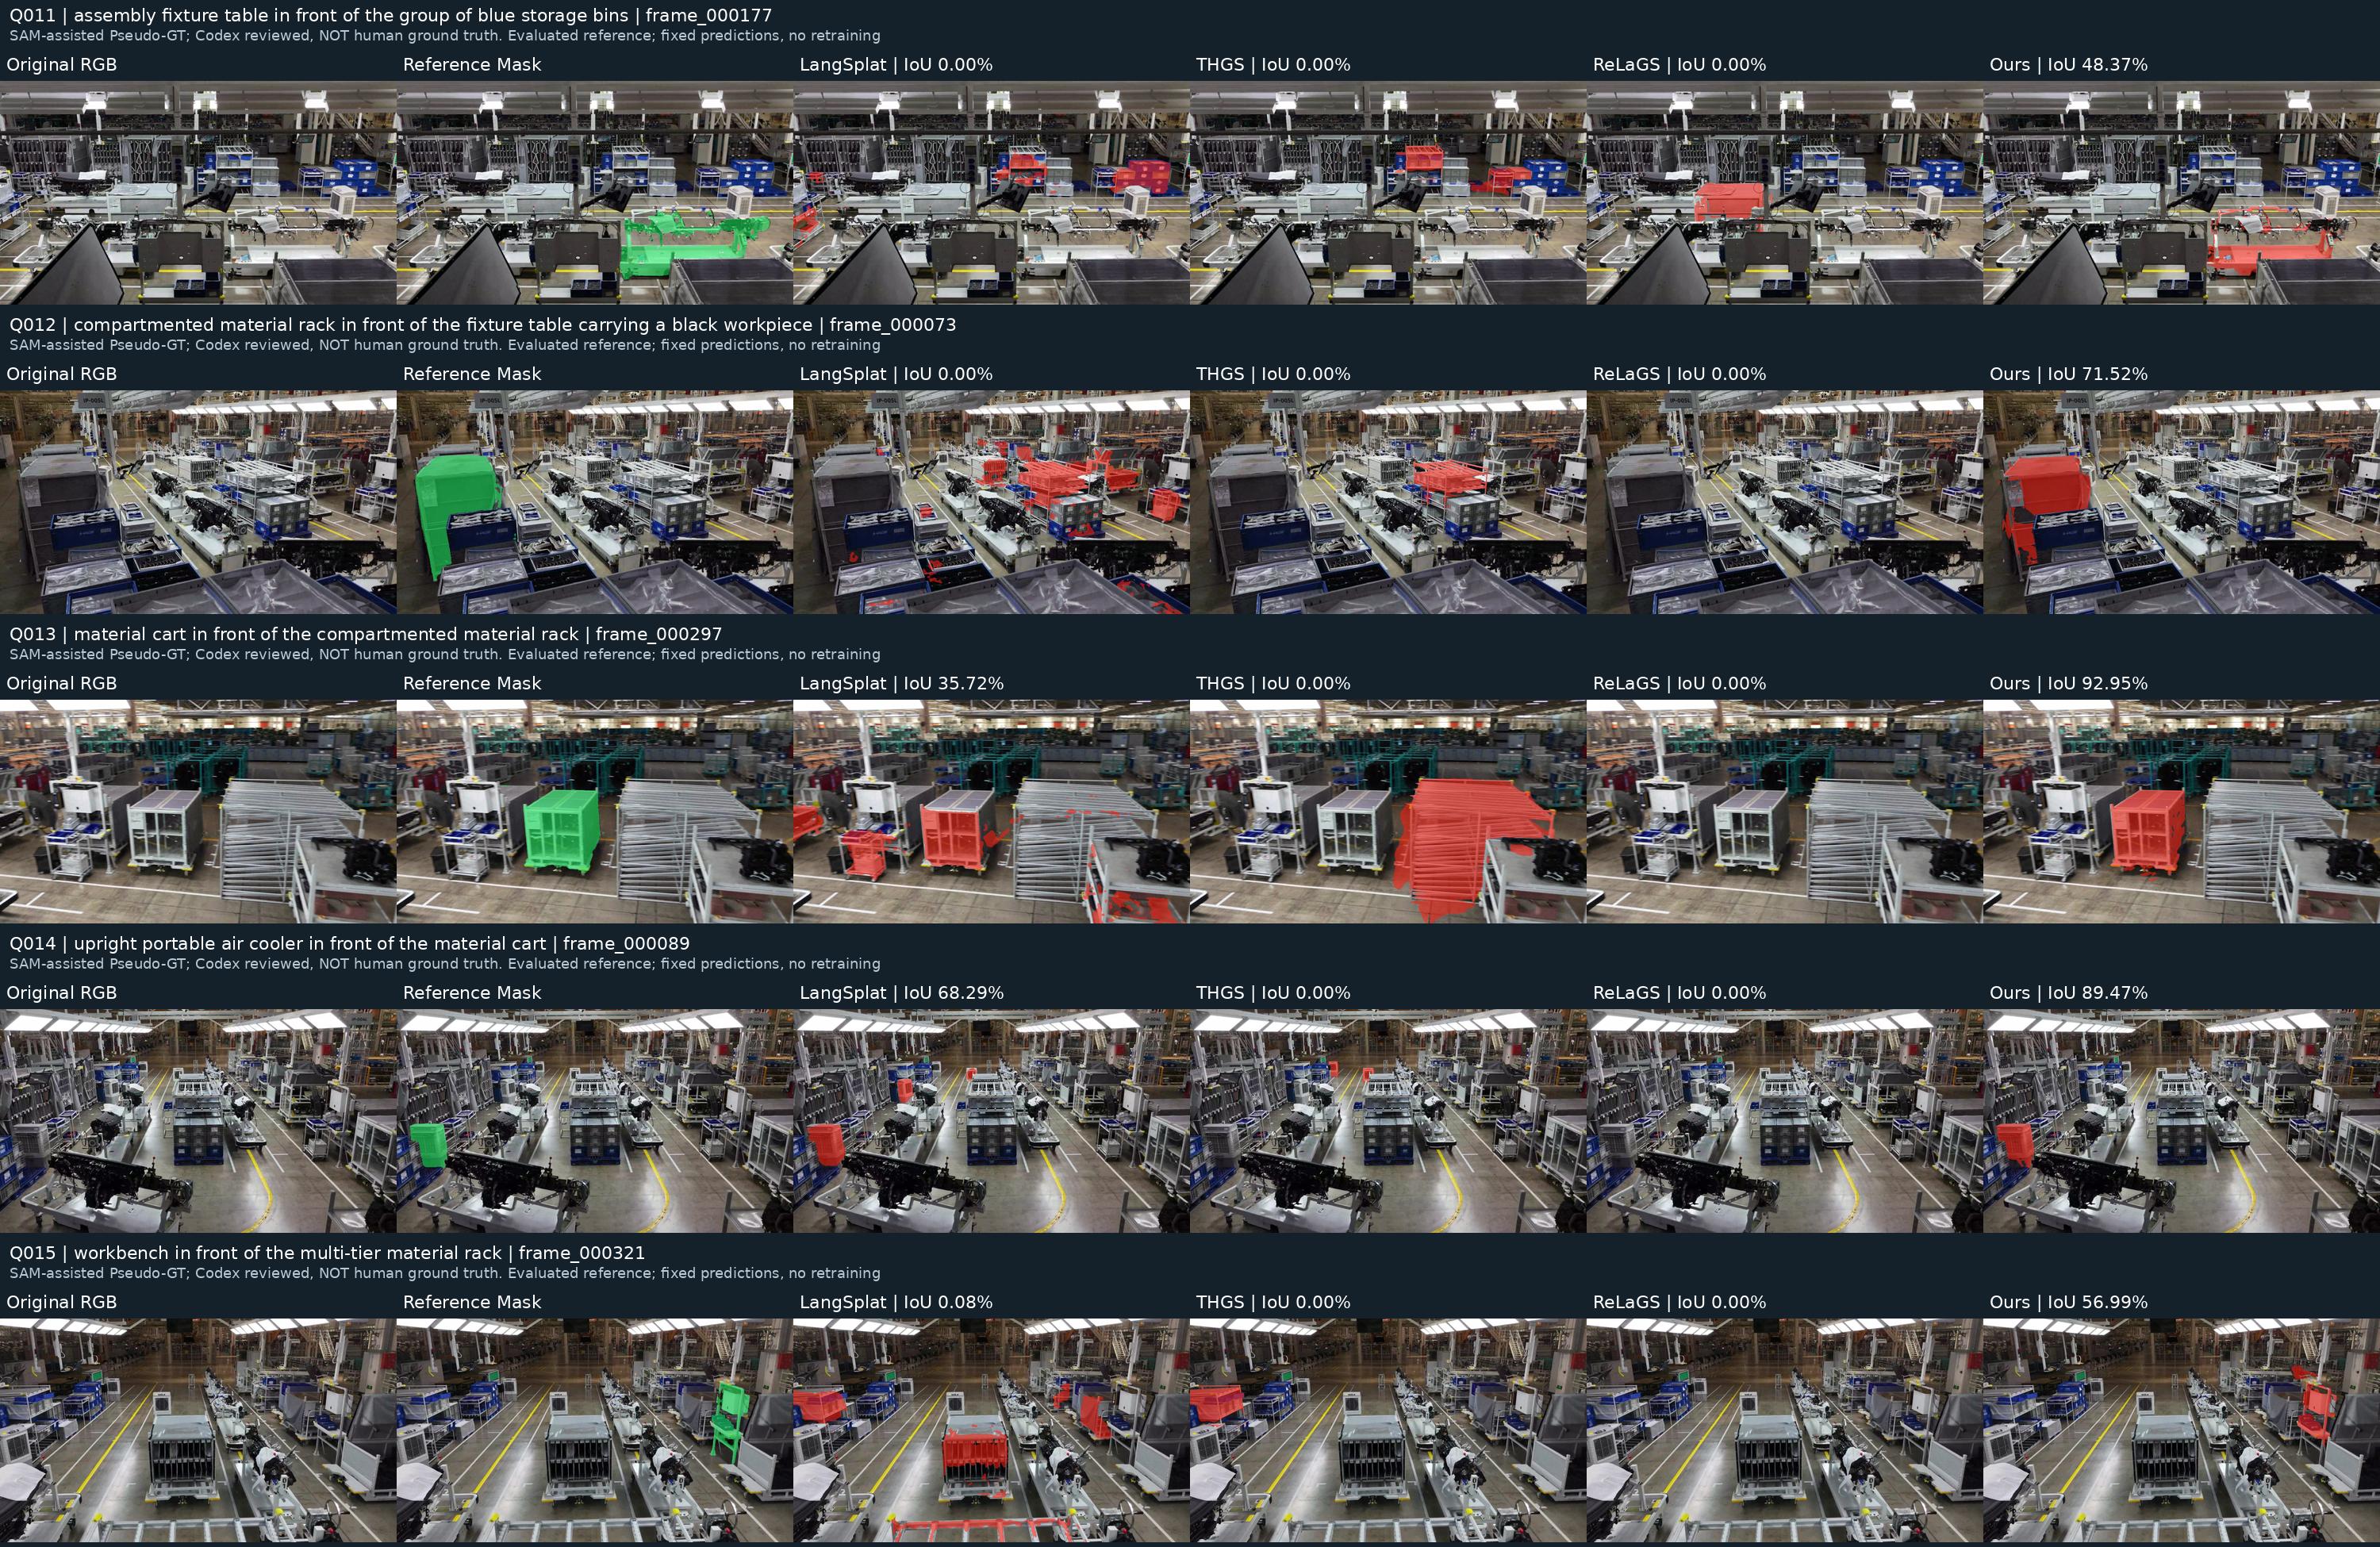 Q011 | assembly fixture table in front of the group of blue storage bins | frame_000177
SAM-assisted Pseudo-GT; Codex reviewed, NOT human ground truth. Evaluated reference; fixed predictions, no retraining
Original RGB
Reference Mask
LangSplat | IoU 0.00%
THGS | IoU 0.00%
ReLaGS | IoU 0.00%
Ours | IoU 48.37%
Q012 | compartmented material rack in front of the fixture table carrying a black workpiece | frame_000073
SAM-assisted Pseudo-GT; Codex reviewed, NOT human ground truth. Evaluated reference; fixed predictions, no retraining
Original RGB
Reference Mask
LangSplat | IoU 0.00%
THGS | IoU 0.00%
ReLaGS | IoU 0.00%
Ours | IoU 71.52%
Q013 | material cart in front of the compartmented material rack | frame_000297
SAM-assisted Pseudo-GT; Codex reviewed, NOT human ground truth. Evaluated reference; fixed predictions, no retraining
Original RGB
Reference Mask
LangSplat | IoU 35.72%
THGS | IoU 0.00%
ReLaGS | IoU 0.00%
Ours | IoU 92.95%
Q014 | upright portable air cooler in front of the material cart | frame_000089
SAM-assisted Pseudo-GT; Codex reviewed, NOT human ground truth. Evaluated reference; fixed predictions, no retraining
Original RGB
Reference Mask
LangSplat | IoU 68.29%
THGS | IoU 0.00%
ReLaGS | IoU 0.00%
Ours | IoU 89.47%
Q015 | workbench in front of the multi-tier material rack | frame_000321
SAM-assisted Pseudo-GT; Codex reviewed, NOT human ground truth. Evaluated reference; fixed predictions, no retraining
Original RGB
Reference Mask
LangSplat | IoU 0.08%
THGS | IoU 0.00%
ReLaGS | IoU 0.00%
Ours | IoU 56.99%